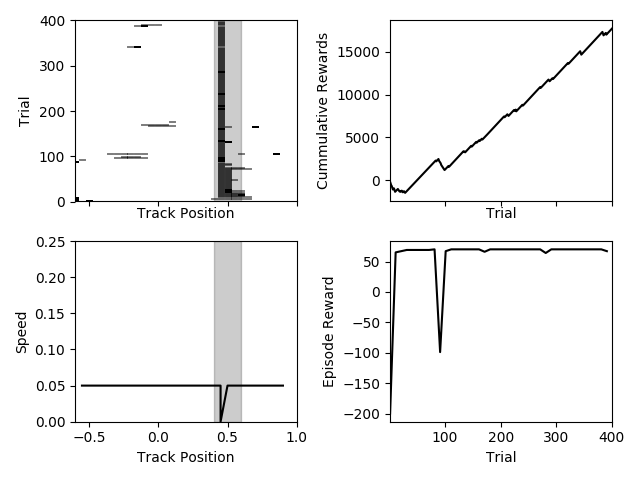 400
300
200
100
0
Trial
Track Position
15000
10000
5000
0
Cummulative Rewards
Trial
0.25
0.20
0.15
0.10
0.05
0.00
Speed
−0.5 0.0 0.5 1.0
Track Position
50
0
−50
−100
−150
−200
Episode Reward
100 200 300 400
Trial